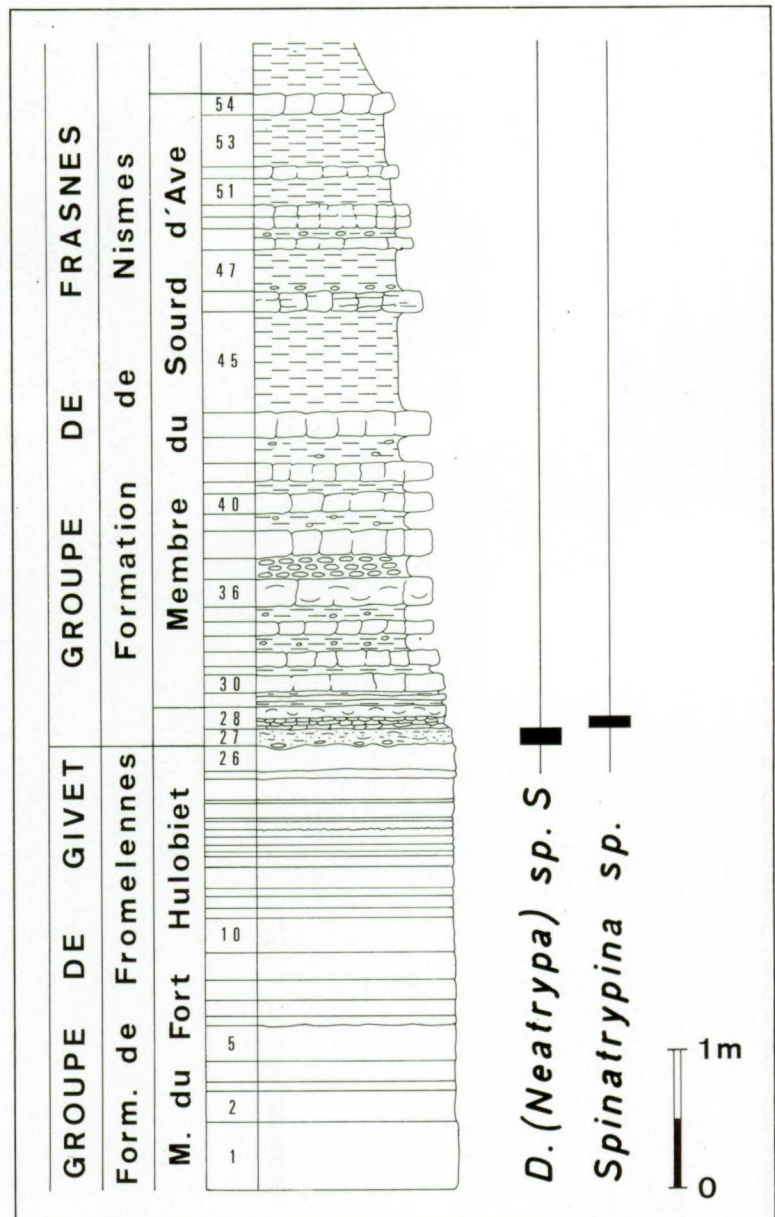 GROUPE DE FRASNES
GROUPE DE GIVET
Formation de Nismes
Form. de Fromelennes
Membre du Sourd d'Ave
M. du Fort Hulobiet
54
53
51
47
45
40
36
30
28
27
26
10
5
2
1
D. (Neatrypa) sp. S
Spinatrypina sp.
1m
0